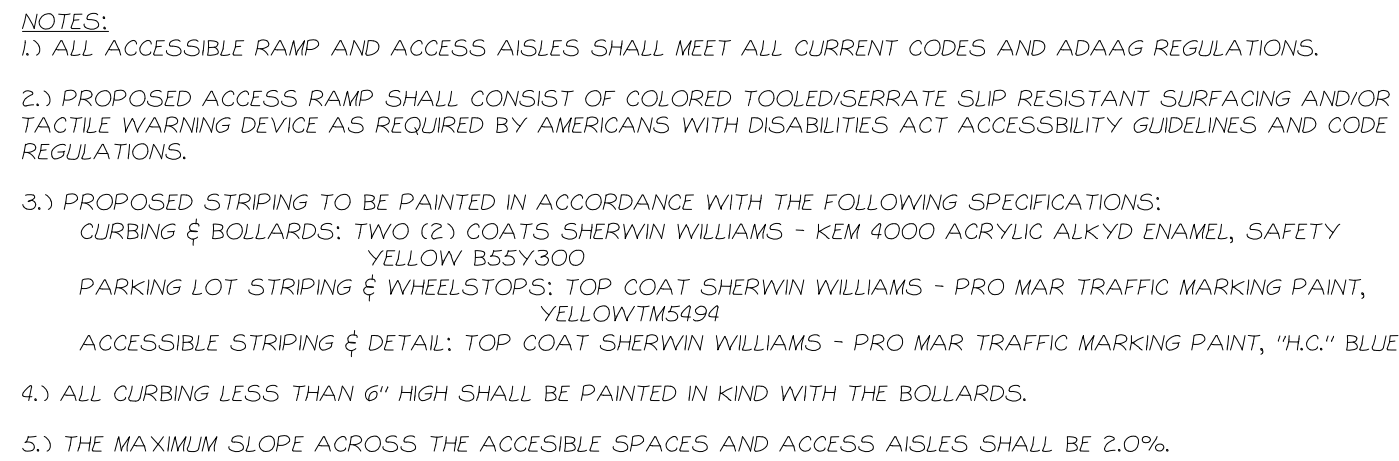 NOTES:
1.) ALL ACCESSIBLE RAMP AND ACCESS AISLES SHALL MEET ALL CURRENT CODES AND ADAAG REGULATIONS.
2.) PROPOSED ACCESS RAMP SHALL CONSIST OF COLORED TOOLED/SERRATE SLIP RESISTANT SURFACING AND/OR
TACTILE WARNING DEVICE AS REQUIRED BY AMERICANS WITH DISABILITIES ACT ACCESSBILITY GUIDELINES AND CODE
REGULATIONS.
3.) PROPOSED STRIPING TO BE PAINTED IN ACCORDANCE WITH THE FOLLOWING SPECIFICATIONS:
CURBING & BOLLARDS: TWO (2) COATS SHERWIN WILLIAMS - KEM 4000 ACRYLIC ALKYD ENAMEL, SAFETY
YELLOW B55Y300
PARKING LOT STRIPING & WHEELSTOPS: TOP COAT SHERWIN WILLIAMS - PRO MAR TRAFFIC MARKING PAINT,
YELLOWTM5494
ACCESSIBLE STRIPING & DETAIL: TOP COAT SHERWIN WILLIAMS - PRO MAR TRAFFIC MARKING PAINT, "H.C." BLUE
4.) ALL CURBING LESS THAN 6" HIGH SHALL BE PAINTED IN KIND WITH THE BOLLARDS.
5.) THE MAXIMUM SLOPE ACROSS THE ACCESIBLE SPACES AND ACCESS AISLES SHALL BE 2.0%.